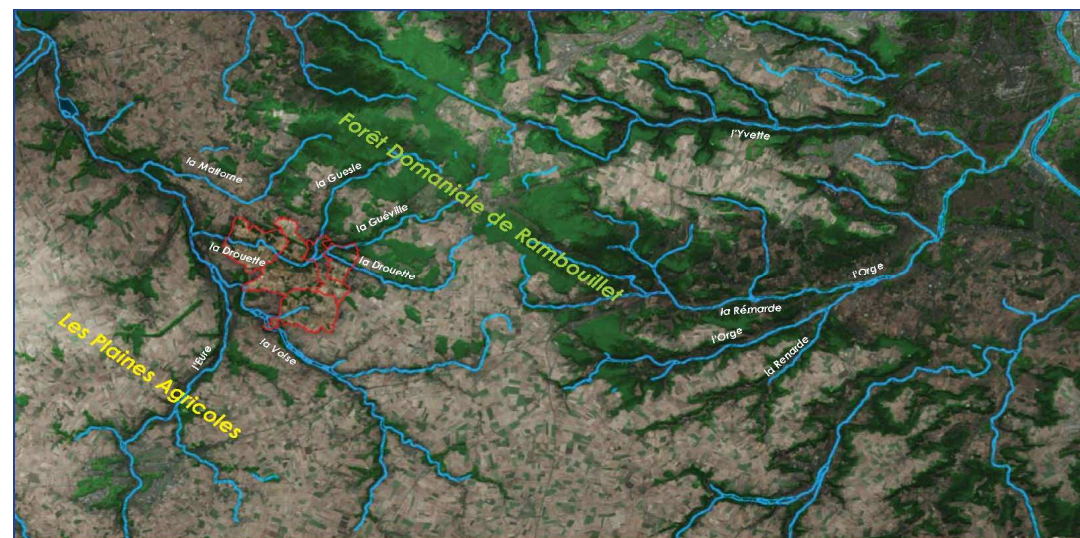 l'Yvette
Forêt Domaniale de Rambouillet
la Maltorne
la Guesle
la Guéville
la Drouette
la Drouette
l'Orge
la Rémarde
l'Orge
la Renarde
Les Plaines Agricoles
l'Eure
la Voise